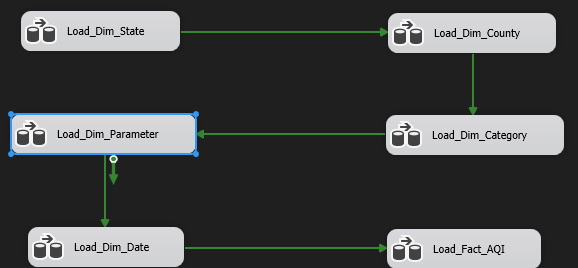 Load_Dim_State
Load_Dim_County
Load_Dim_Parameter
Load_Dim_Category
Load_Dim_Date
Load_Fact_AQI